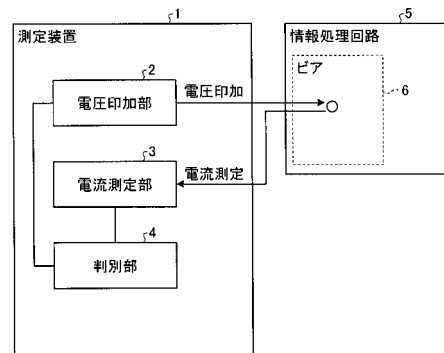 1
測定装置
2
電圧印加部
電圧印加
3
電流測定部
電流測定
4
判別部
5
情報処理回路
ビア
6